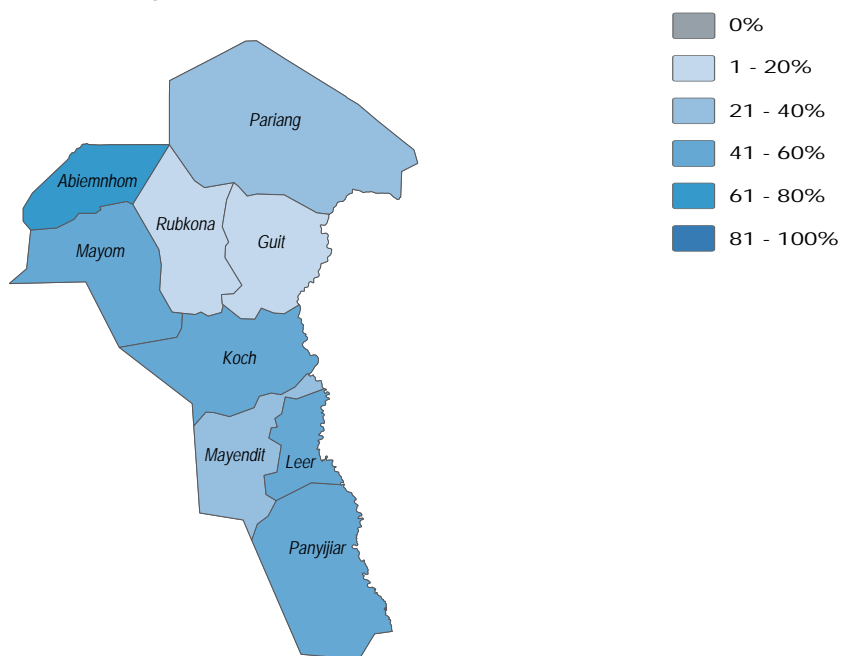 0%
1 - 20%
21 - 40%
41 - 60%
61 - 80%
81 - 100%
Pariang
Abiemnhom
Rubkona
Guit
Mayom
Koch
Mayendit
Leer
Panyijiar